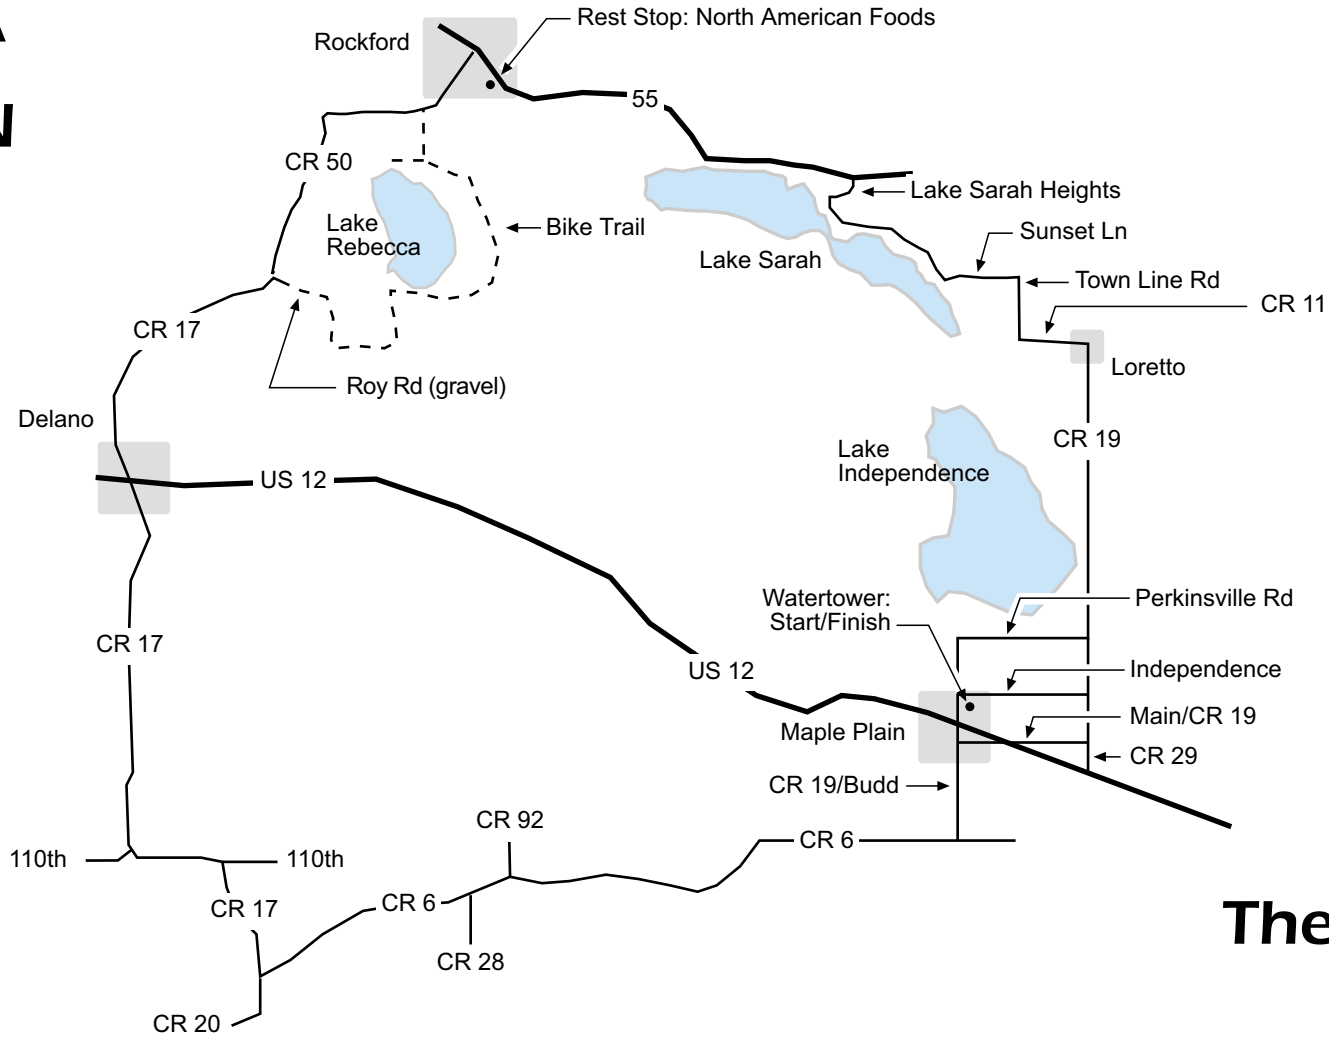 Rest Stop: North American Foods
Rockford
55
CR 50
Lake Sarah Heights
Lake
Rebecca
Bike Trail
Sunset Ln
Lake Sarah
Town Line Rd
CR 11
CR 17
Loretto
Roy Rd (gravel)
Delano
CR 19
Lake
Independence
US 12
Watertower:
Start/Finish
Perkinsville Rd
CR 17
US 12
Independence
Main/CR 19
Maple Plain
CR 29
CR 19/Budd
CR 92
CR 6
110th
110th
CR 6
CR 17
The
CR 28
CR 20